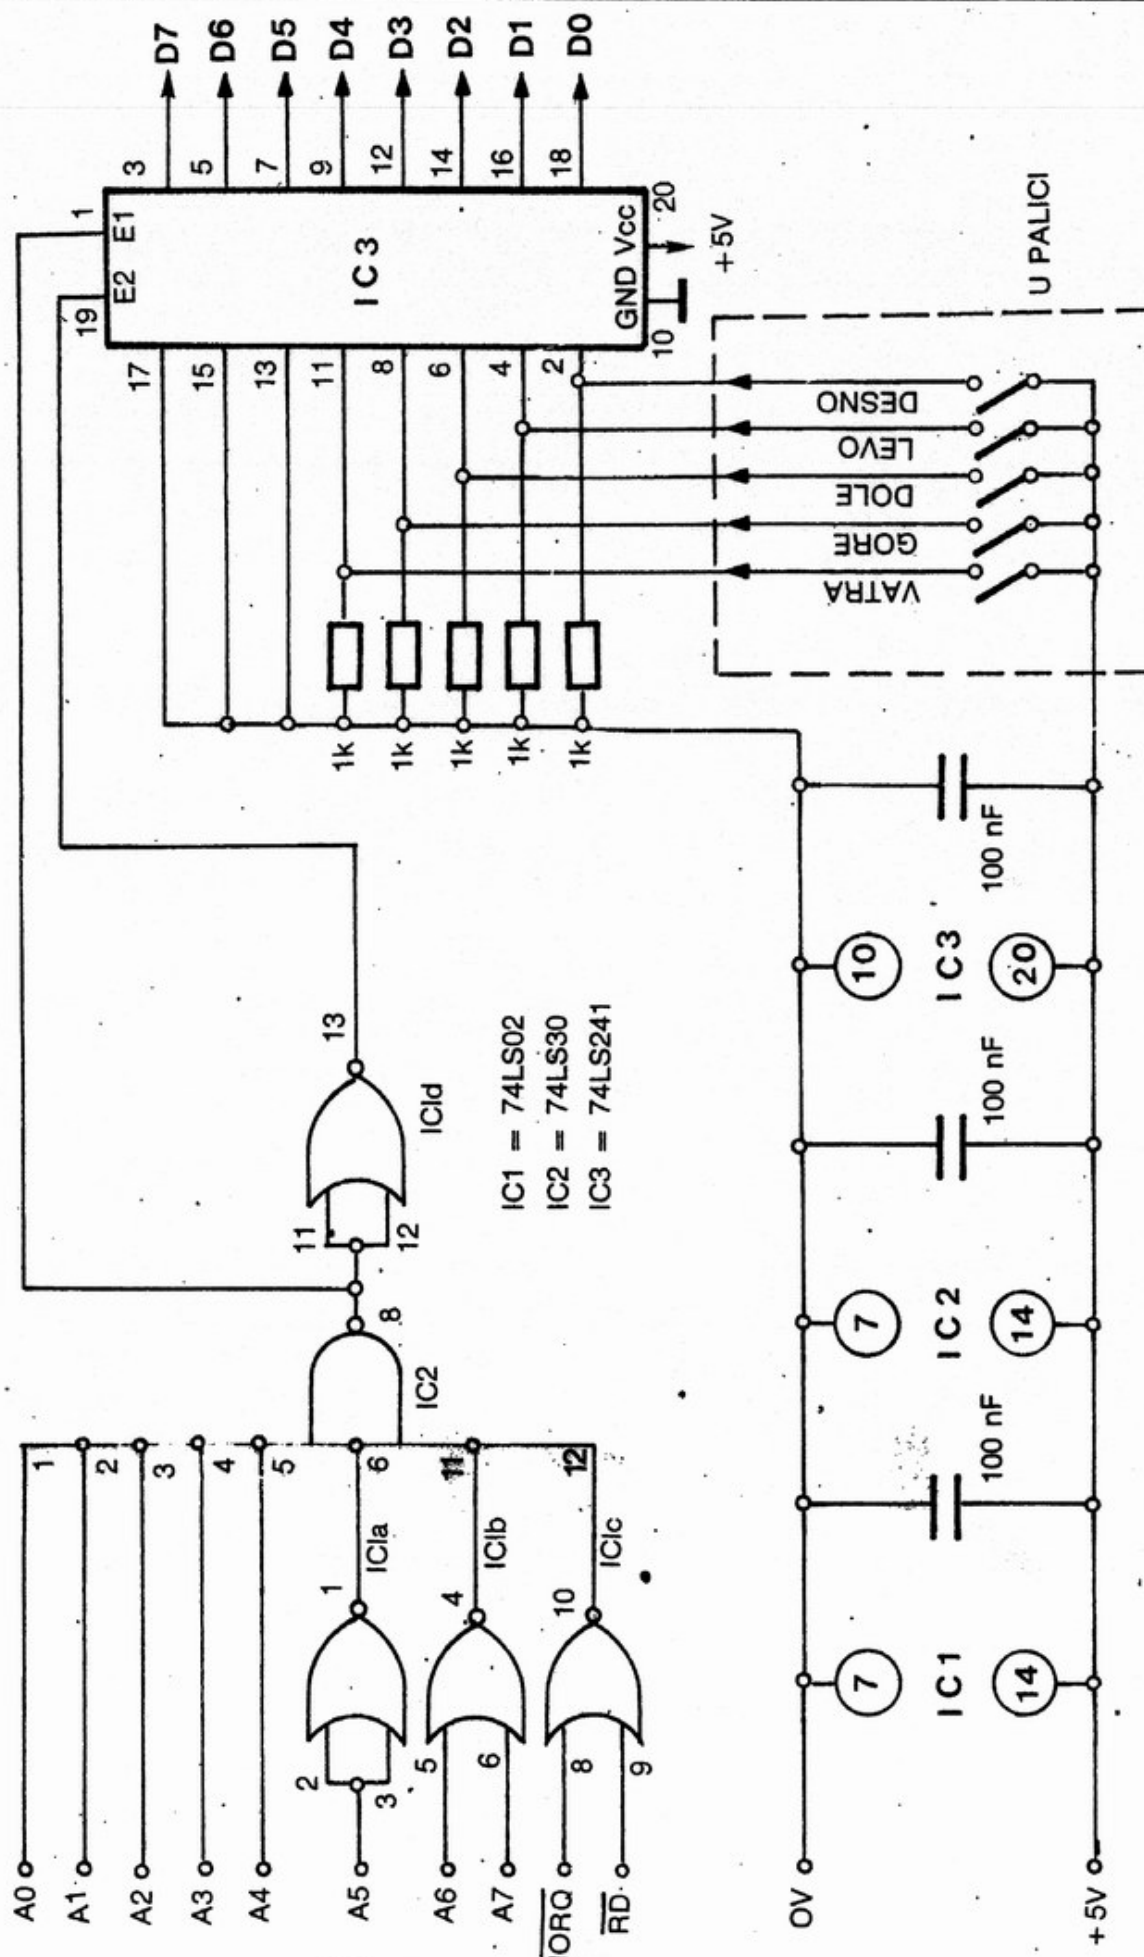 A0
A1
A2
A3
A4
A5
A6
A7
IORQ
RD
2
3
5
6
8
9
1
4
10
ICIa
ICIb
ICIc
1
2
3
4
5
6
11
12
IC2
8
11
12
13
ICId
IC1 = 74LS02
IC2 = 74LS30
IC3 = 74LS241
1k
1k
1k
1k
1k
19
1
E2
E1
IC3
GND Vcc
10
20
+5V
17
15
13
11
8
6
4
2
3
5
7
9
12
14
16
18
D7
D6
D5
D4
D3
D2
D1
D0
VATRA
GORE
DOLE
LEVO
DESNO
U PALICI
0V
+5V
7
IC1
14
100 nF
7
IC2
14
100 nF
10
IC3
20
100 nF